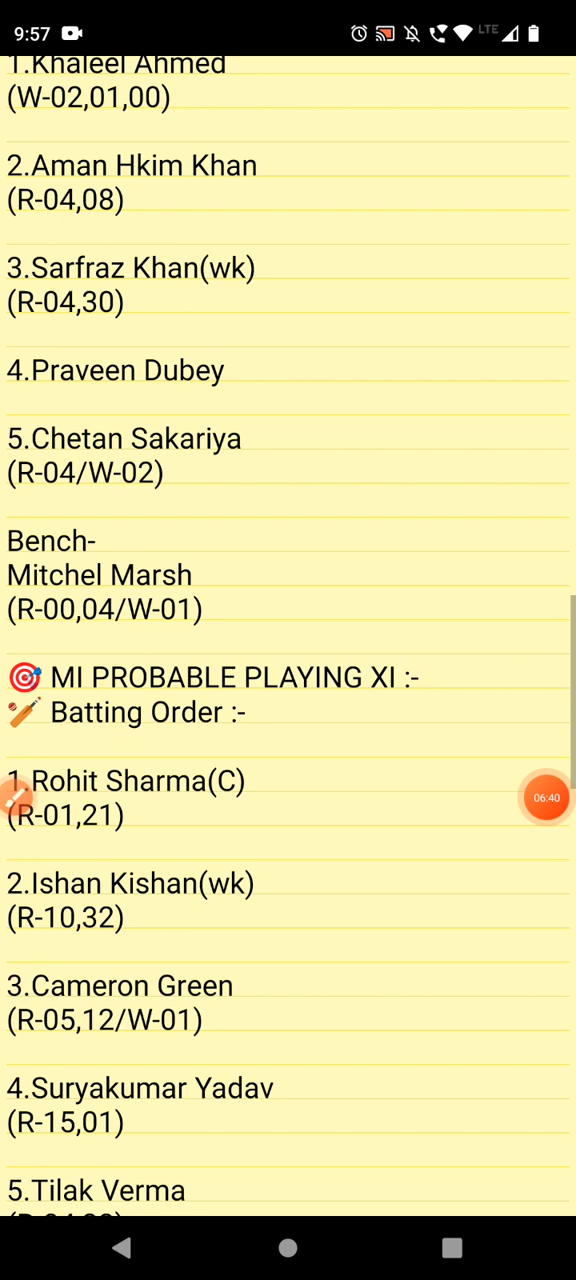 9:57
LTE
1.Khaleel Ahmed
(W-02,01,00)
2.Aman Hkim Khan
(R-04,08)
3.Sarfraz Khan(wk)
(R-04,30)
4.Praveen Dubey
5.Chetan Sakariya
(R-04/W-02)
Bench-
Mitchel Marsh
(R-00,04/W-01)
🎯 MI PROBABLE PLAYING XI :-
🏏 Batting Order :-
1.Rohit Sharma(C)
(R-01,21)
06:40
2.Ishan Kishan(wk)
(R-10,32)
3.Cameron Green
(R-05,12/W-01)
4.Suryakumar Yadav
(R-15,01)
5.Tilak Verma